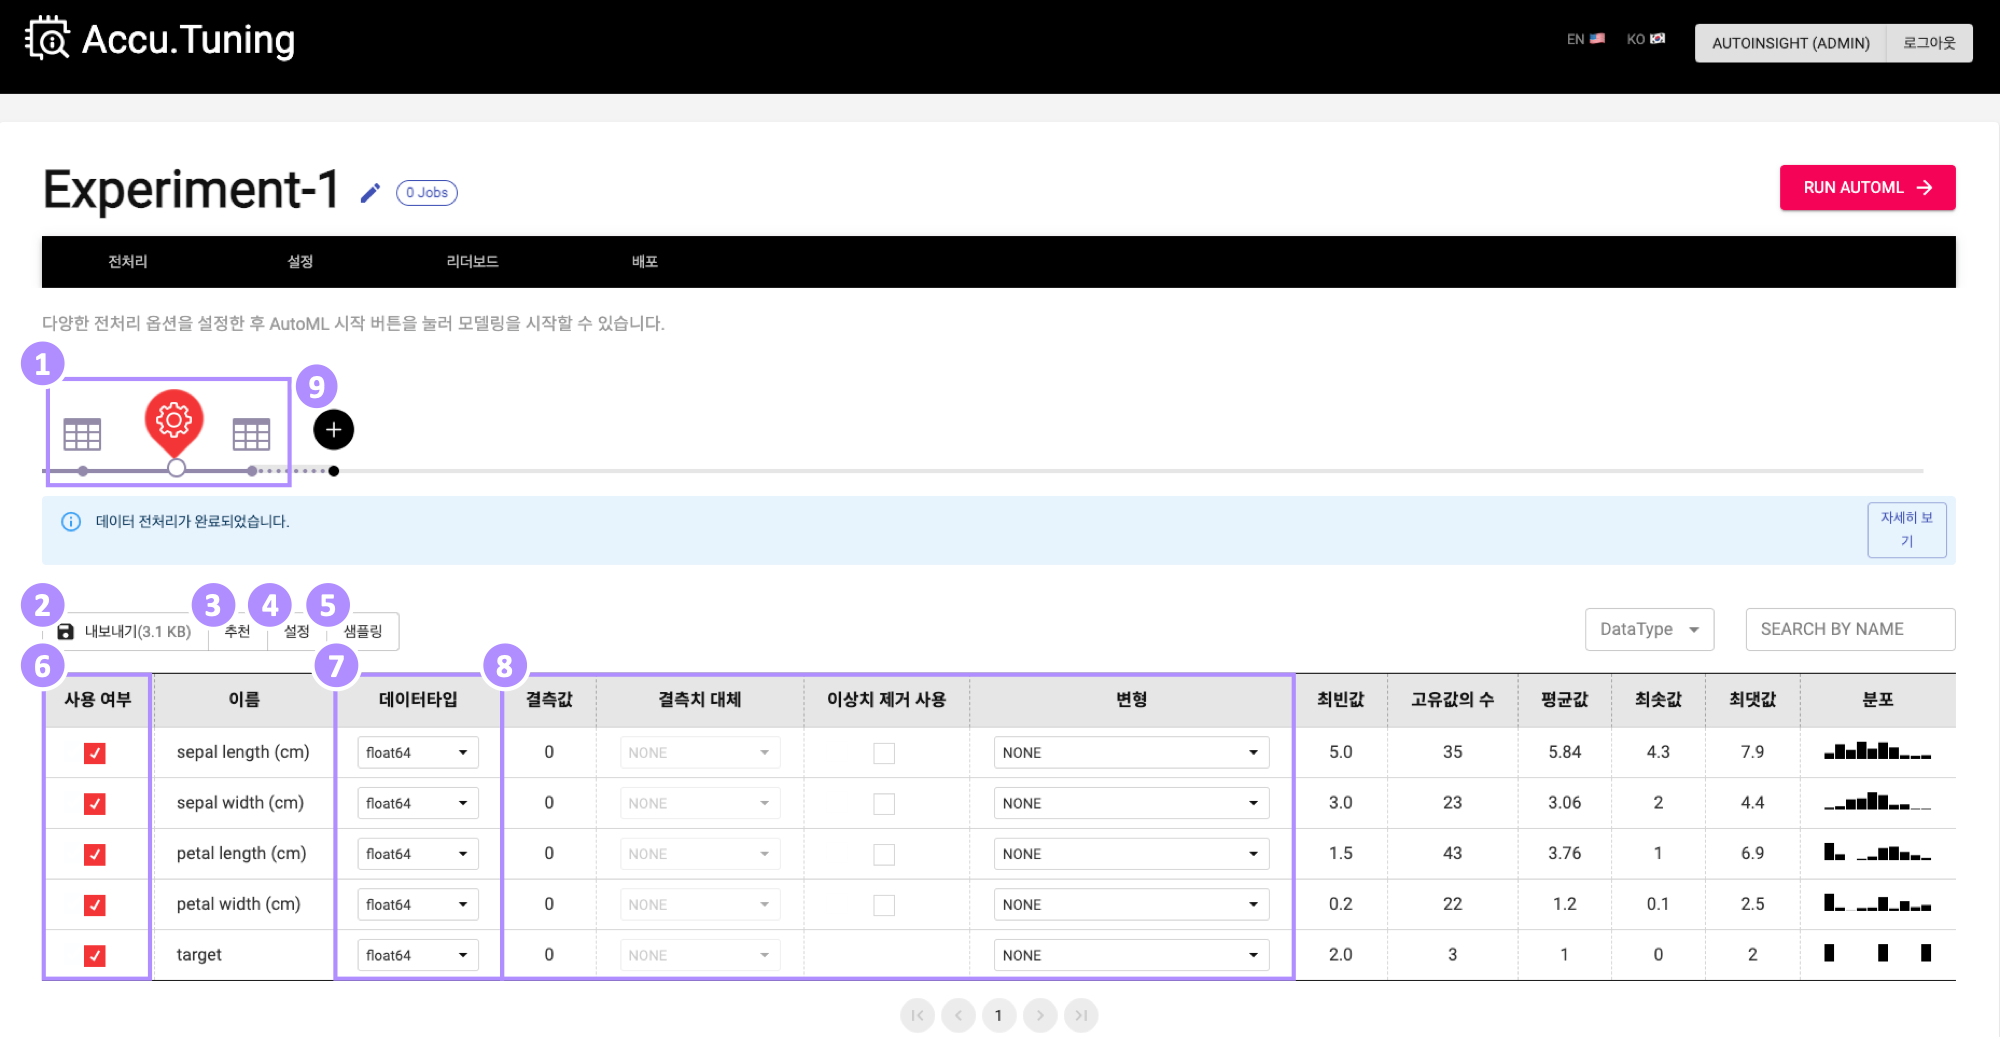 Accu.Tuning
EN KO AUTOINSIGHT (ADMIN) 로그아웃
Experiment-1 0 Jobs RUN AUTOML
전처리 설정 리더보드 배포
다양한 전처리 옵션을 설정한 후 AutoML 시작 버튼을 눌러 모델링을 시작할 수 있습니다.
1 9
데이터 전처리가 완료되었습니다. 자세히 보
기
2 3 4 5
내보내기(3.1 KB) 추천 설정 샘플링 DataType SEARCH BY NAME
6 7 8
사용 여부 이름 데이터타입 결측값 결측치 대체 이상치 제거 사용 변형 최빈값 고유값의 수 평균값 최솟값 최댓값 분포
sepal length (cm) float64 0 NONE NONE 5.0 35 5.84 4.3 7.9
sepal width (cm) float64 0 NONE NONE 3.0 23 3.06 2 4.4
petal length (cm) float64 0 NONE NONE 1.5 43 3.76 1 6.9
petal width (cm) float64 0 NONE NONE 0.2 22 1.2 0.1 2.5
target float64 0 NONE NONE 2.0 3 1 0 2
1